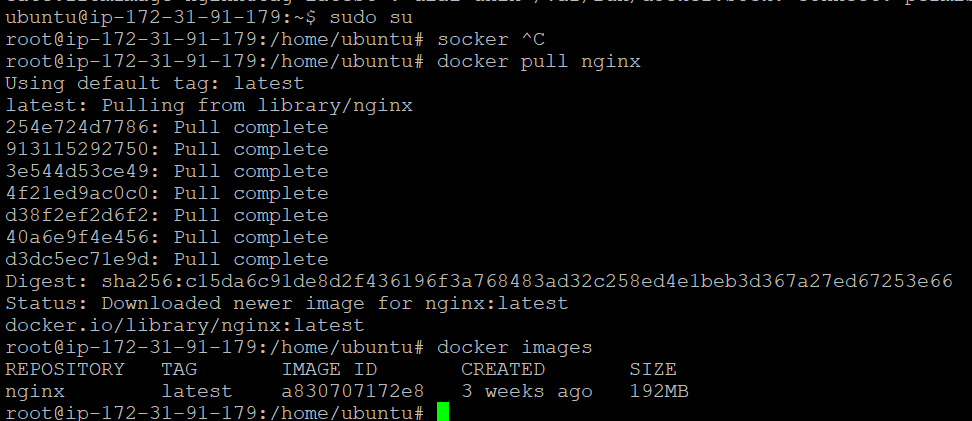 ubuntu@ip-172-31-91-179:~$ sudo su
root@ip-172-31-91-179:/home/ubuntu# socker ^C
root@ip-172-31-91-179:/home/ubuntu# docker pull nginx
Using default tag: latest
latest: Pulling from library/nginx
254e724d7786: Pull complete
913115292750: Pull complete
3e544d53ce49: Pull complete
4f21ed9ac0c0: Pull complete
d38f2ef2d6f2: Pull complete
40a6e9f4e456: Pull complete
d3dc5ec71e9d: Pull complete
Digest: sha256:c15da6c91de8d2f436196f3a768483ad32c258ed4e1beb3d367a27ed67253e66
Status: Downloaded newer image for nginx:latest
docker.io/library/nginx:latest
root@ip-172-31-91-179:/home/ubuntu# docker images
REPOSITORY   TAG       IMAGE ID       CREATED       SIZE
nginx        latest    a830707172e8   3 weeks ago   192MB
root@ip-172-31-91-179:/home/ubuntu#